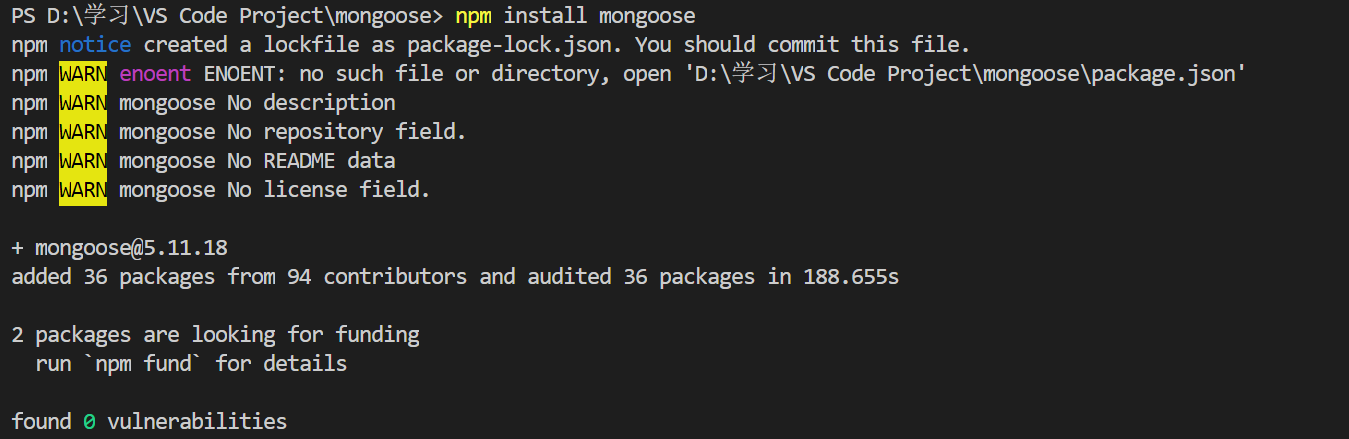 PS D:\学习\VS Code Project\mongoose> npm install mongoose
npm notice created a lockfile as package-lock.json. You should commit this file.
npm WARN enoent ENOENT: no such file or directory, open 'D:\学习\VS Code Project\mongoose\package.json'
npm WARN mongoose No description
npm WARN mongoose No repository field.
npm WARN mongoose No README data
npm WARN mongoose No license field.
+ mongoose@5.11.18
added 36 packages from 94 contributors and audited 36 packages in 188.655s
2 packages are looking for funding
  run `npm fund` for details
found 0 vulnerabilities